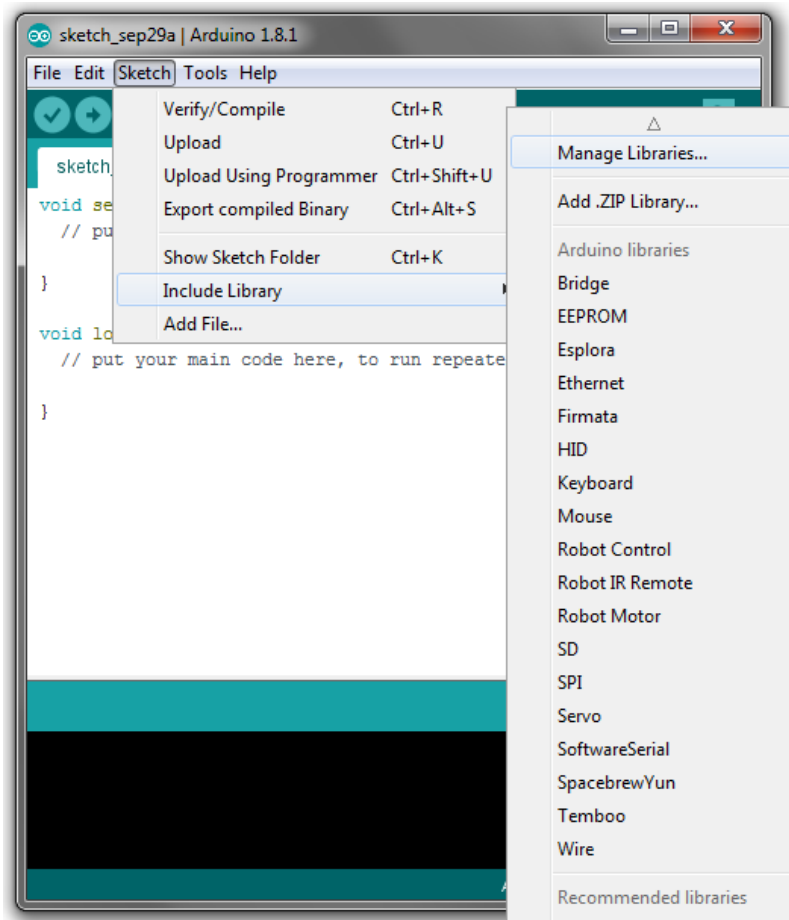 sketch_sep29a | Arduino 1.8.1
File Edit Sketch Tools Help
Verify/Compile Ctrl+R
Upload Ctrl+U
Upload Using Programmer Ctrl+Shift+U
Export compiled Binary Ctrl+Alt+S
Show Sketch Folder Ctrl+K
Include Library
Add File...
sketch_
void se
// pu
}
void lo
// put your main code here, to run repeate
}
Manage Libraries...
Add .ZIP Library...
Arduino libraries
Bridge
EEPROM
Esplora
Ethernet
Firmata
HID
Keyboard
Mouse
Robot Control
Robot IR Remote
Robot Motor
SD
SPI
Servo
SoftwareSerial
SpacebrewYun
Temboo
Wire
Recommended libraries